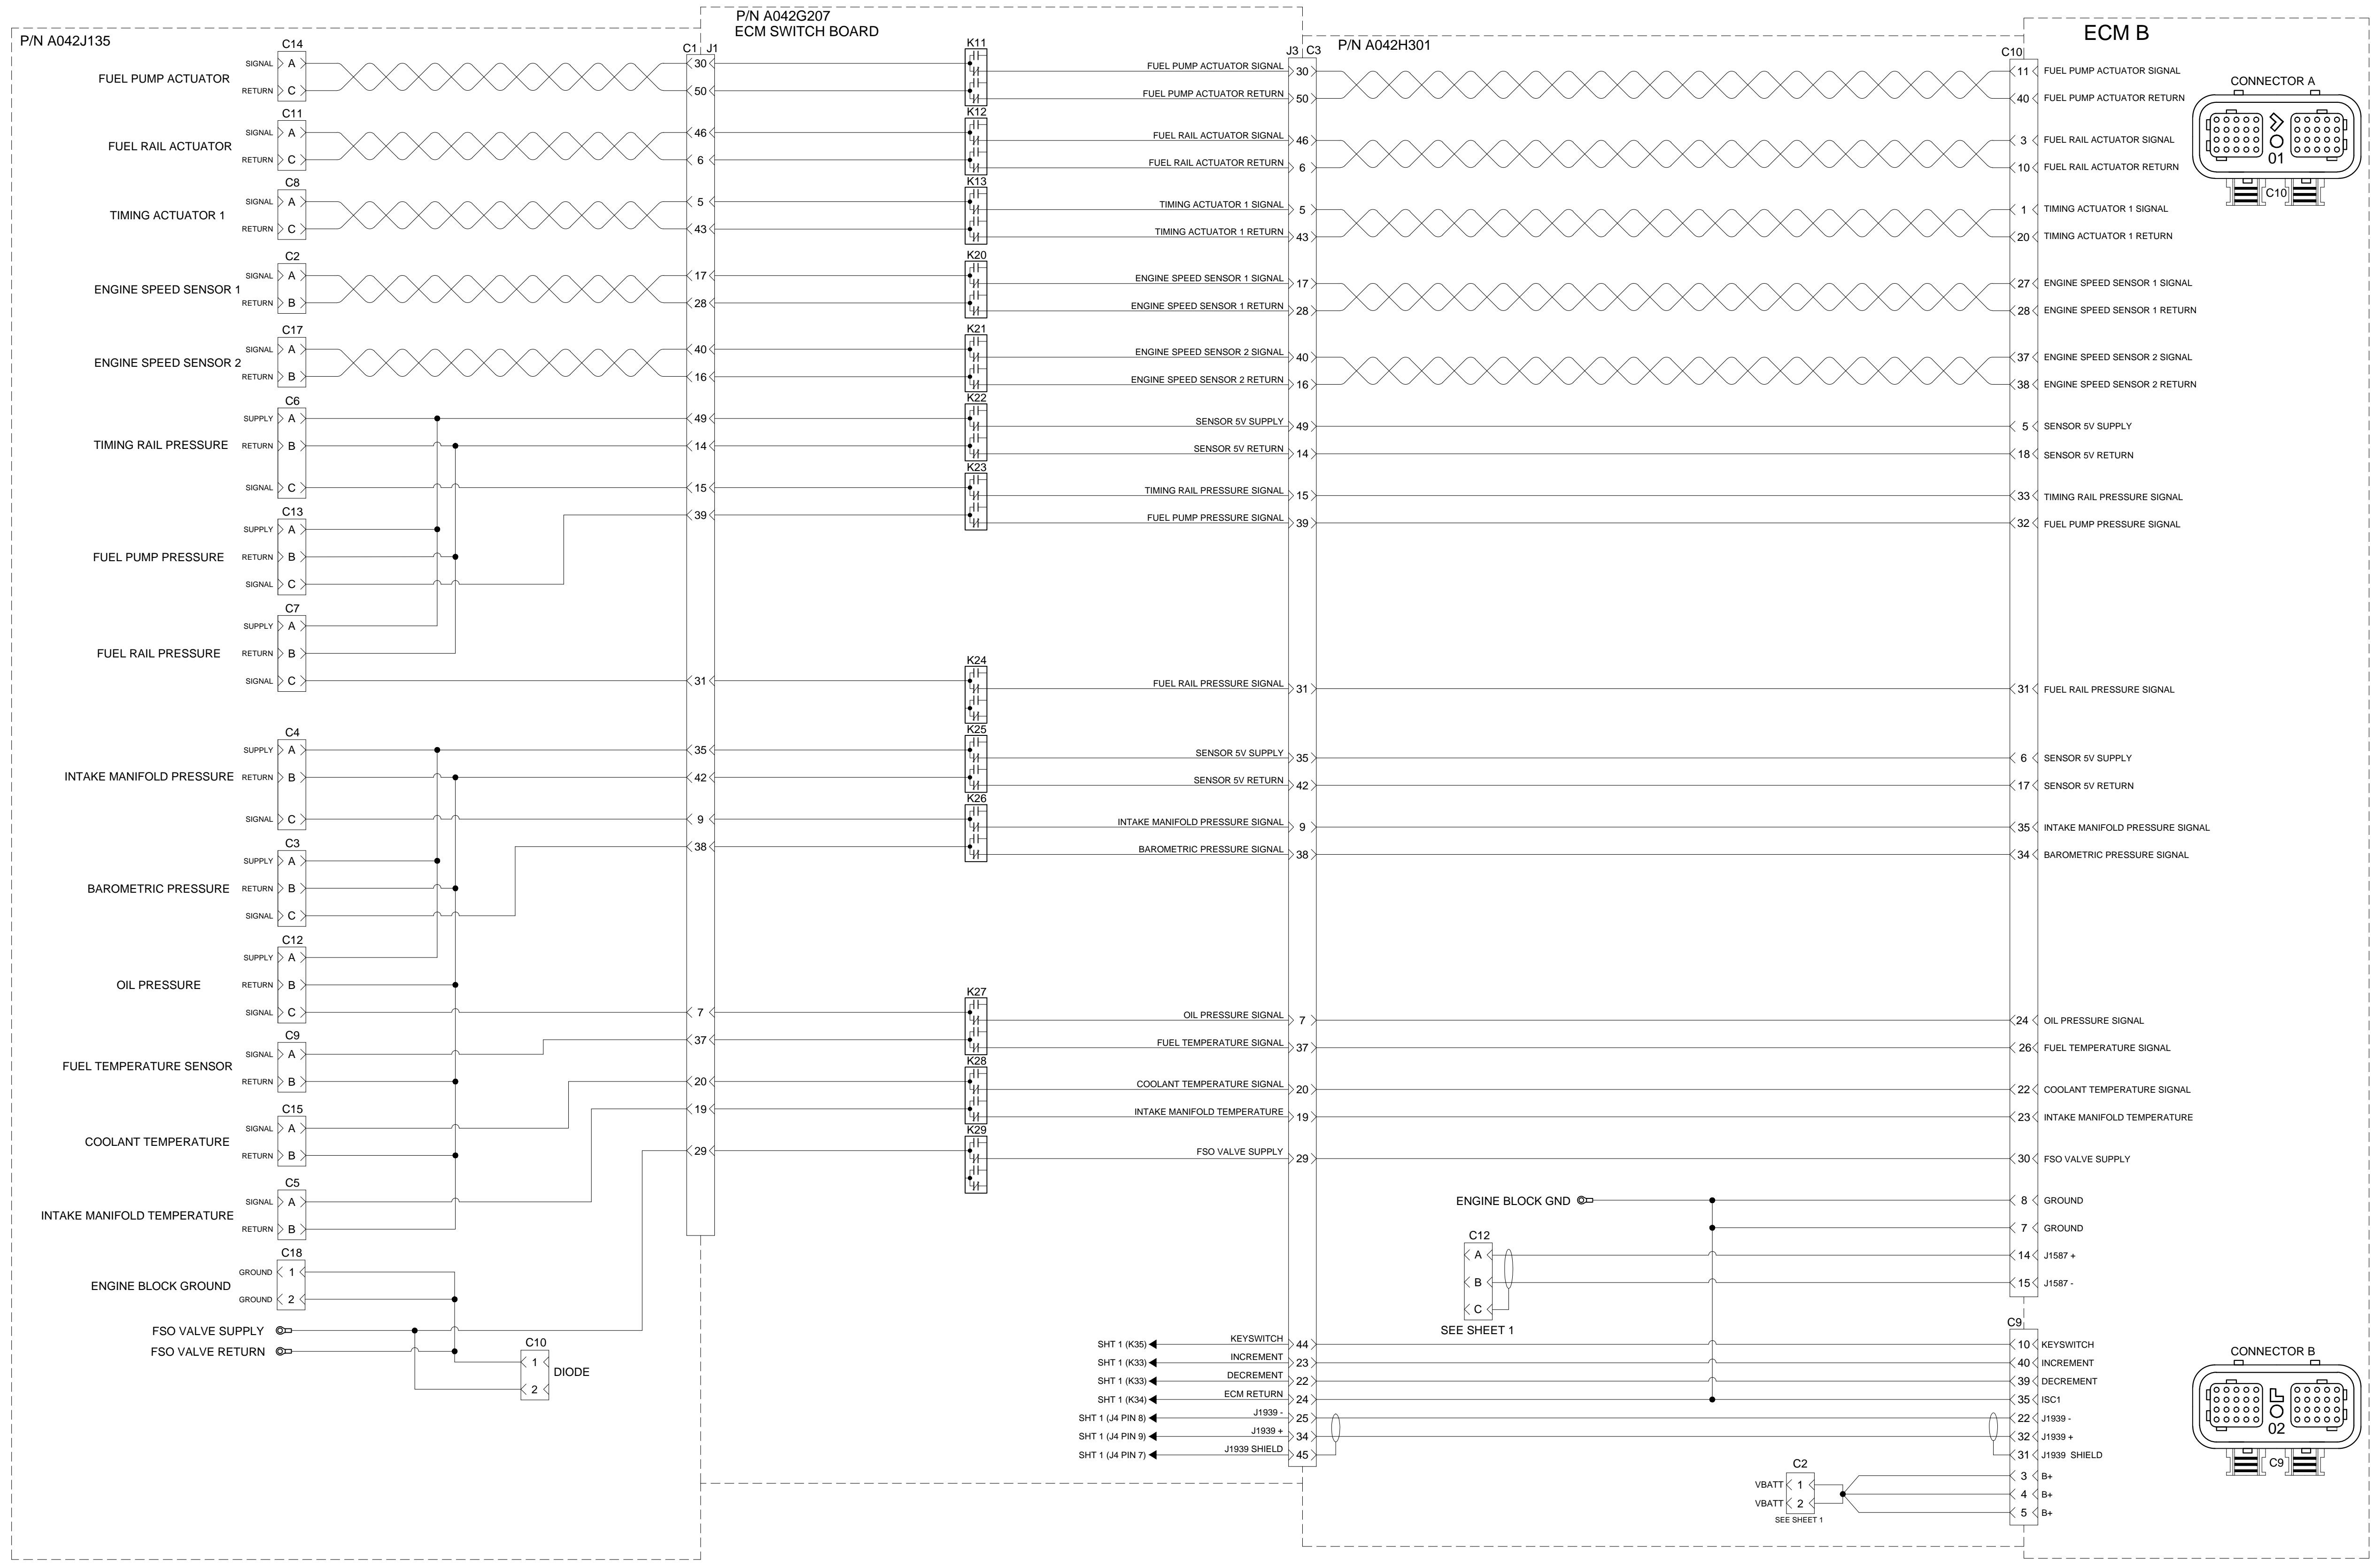 P/N A042J135
P/N A042G207
ECM SWITCH BOARD
P/N A042H301
ECM B
C1 J1
J3 C3
C10
C14
FUEL PUMP ACTUATOR
SIGNAL A
RETURN C
30
50
K11
FUEL PUMP ACTUATOR SIGNAL 30
FUEL PUMP ACTUATOR RETURN 50
11 FUEL PUMP ACTUATOR SIGNAL
40 FUEL PUMP ACTUATOR RETURN
C11
FUEL RAIL ACTUATOR
SIGNAL A
RETURN C
46
6
K12
FUEL RAIL ACTUATOR SIGNAL 46
FUEL RAIL ACTUATOR RETURN 6
3 FUEL RAIL ACTUATOR SIGNAL
10 FUEL RAIL ACTUATOR RETURN
C8
TIMING ACTUATOR 1
SIGNAL A
RETURN C
5
43
K13
TIMING ACTUATOR 1 SIGNAL 5
TIMING ACTUATOR 1 RETURN 43
1 TIMING ACTUATOR 1 SIGNAL
20 TIMING ACTUATOR 1 RETURN
C2
ENGINE SPEED SENSOR 1
SIGNAL A
RETURN B
17
28
K20
ENGINE SPEED SENSOR 1 SIGNAL 17
ENGINE SPEED SENSOR 1 RETURN 28
27 ENGINE SPEED SENSOR 1 SIGNAL
28 ENGINE SPEED SENSOR 1 RETURN
C17
ENGINE SPEED SENSOR 2
SIGNAL A
RETURN B
40
16
K21
ENGINE SPEED SENSOR 2 SIGNAL 40
ENGINE SPEED SENSOR 2 RETURN 16
37 ENGINE SPEED SENSOR 2 SIGNAL
38 ENGINE SPEED SENSOR 2 RETURN
C6
TIMING RAIL PRESSURE
SUPPLY A
RETURN B
SIGNAL C
49
14
15
39
K22
SENSOR 5V SUPPLY 49
SENSOR 5V RETURN 14
5 SENSOR 5V SUPPLY
18 SENSOR 5V RETURN
K23
TIMING RAIL PRESSURE SIGNAL 15
FUEL PUMP PRESSURE SIGNAL 39
33 TIMING RAIL PRESSURE SIGNAL
32 FUEL PUMP PRESSURE SIGNAL
C13
FUEL PUMP PRESSURE
SUPPLY A
RETURN B
SIGNAL C
C7
FUEL RAIL PRESSURE
SUPPLY A
RETURN B
SIGNAL C
31
K24
FUEL RAIL PRESSURE SIGNAL 31
31 FUEL RAIL PRESSURE SIGNAL
C4
INTAKE MANIFOLD PRESSURE
SUPPLY A
RETURN B
SIGNAL C
35
42
9
38
K25
SENSOR 5V SUPPLY 35
SENSOR 5V RETURN 42
6 SENSOR 5V SUPPLY
17 SENSOR 5V RETURN
K26
INTAKE MANIFOLD PRESSURE SIGNAL 9
BAROMETRIC PRESSURE SIGNAL 38
35 INTAKE MANIFOLD PRESSURE SIGNAL
34 BAROMETRIC PRESSURE SIGNAL
C3
BAROMETRIC PRESSURE
SUPPLY A
RETURN B
SIGNAL C
C12
OIL PRESSURE
SUPPLY A
RETURN B
SIGNAL C
7
37
K27
OIL PRESSURE SIGNAL 7
FUEL TEMPERATURE SIGNAL 37
24 OIL PRESSURE SIGNAL
26 FUEL TEMPERATURE SIGNAL
C9
FUEL TEMPERATURE SENSOR
SIGNAL A
RETURN B
20
19
K28
COOLANT TEMPERATURE SIGNAL 20
INTAKE MANIFOLD TEMPERATURE 19
22 COOLANT TEMPERATURE SIGNAL
23 INTAKE MANIFOLD TEMPERATURE
C15
COOLANT TEMPERATURE
SIGNAL A
RETURN B
29
K29
FSO VALVE SUPPLY 29
30 FSO VALVE SUPPLY
C5
INTAKE MANIFOLD TEMPERATURE
SIGNAL A
RETURN B
ENGINE BLOCK GND
8 GROUND
7 GROUND
C18
ENGINE BLOCK GROUND
GROUND 1
GROUND 2
C12
A
B
C
SEE SHEET 1
14 J1587 +
15 J1587 -
FSO VALVE SUPPLY
FSO VALVE RETURN
C10
1
2
DIODE
C9
SHT 1 (K35) KEYSWITCH 44
10 KEYSWITCH
SHT 1 (K33) INCREMENT 23
40 INCREMENT
SHT 1 (K33) DECREMENT 22
39 DECREMENT
SHT 1 (K34) ECM RETURN 24
35 ISC1
SHT 1 (J4 PIN 8) J1939 - 25
22 J1939 -
SHT 1 (J4 PIN 9) J1939 + 34
32 J1939 +
SHT 1 (J4 PIN 7) J1939 SHIELD 45
31 J1939 SHIELD
C2
VBATT 1
VBATT 2
SEE SHEET 1
3 B+
4 B+
5 B+
CONNECTOR A
01
C10
CONNECTOR B
02
C9